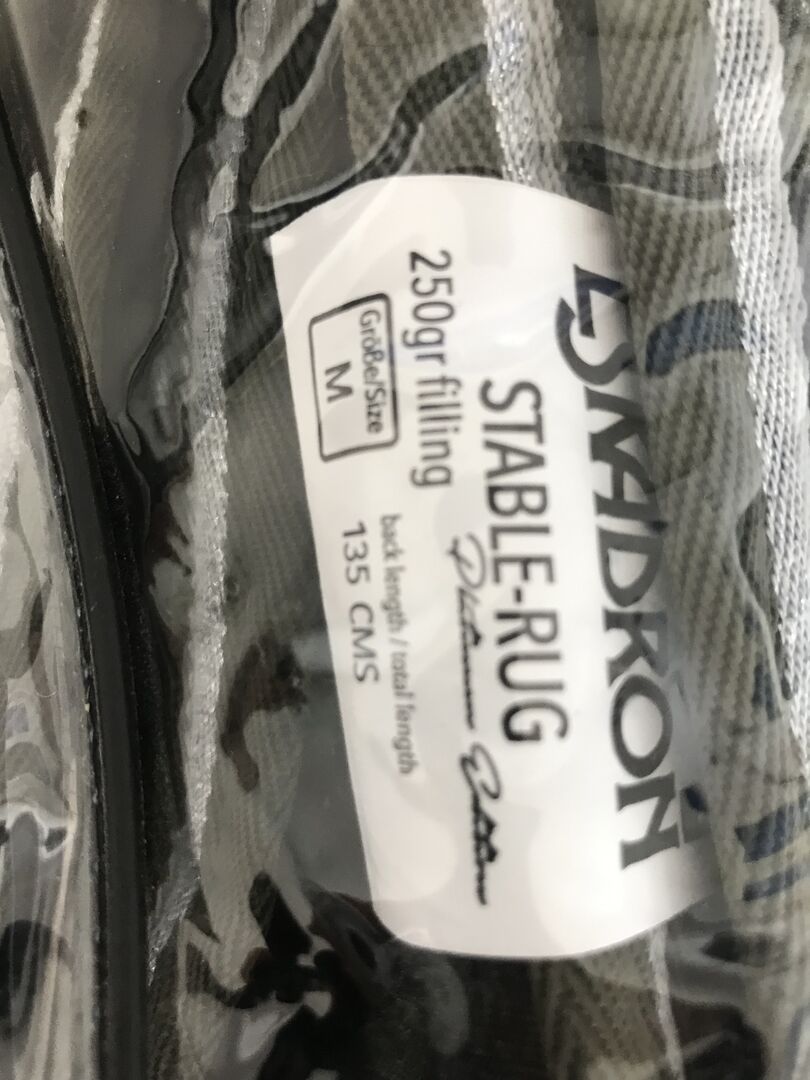 ESKADRON
STABLE-RUG
Platinum Edition
250gr filling
Größe/Size
M
back length / total length
135 CMS